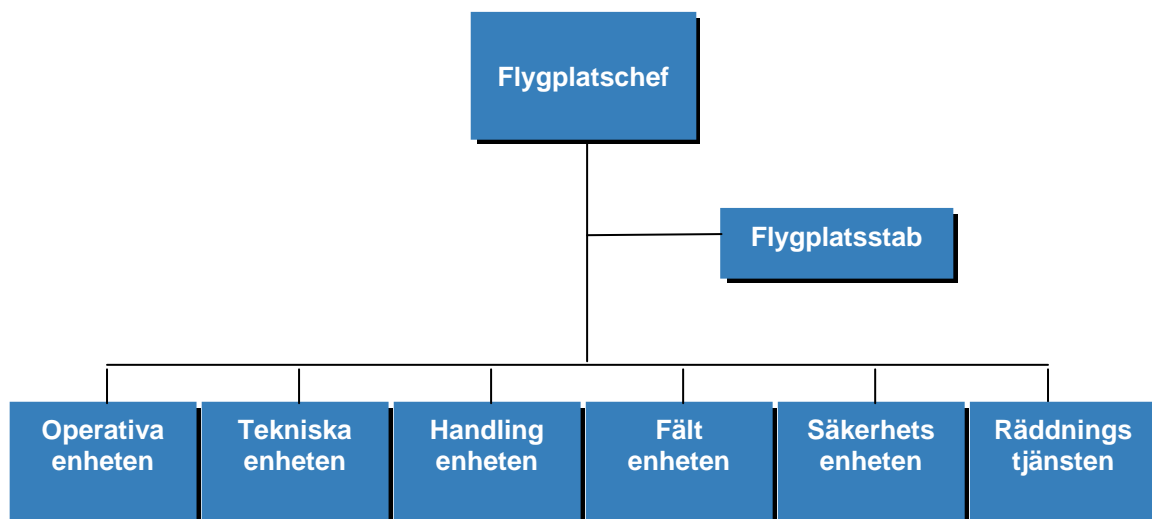 Flygplatschef
Flygplatsstab
Operativa
enheten
Tekniska
enheten
Handling
enheten
Fält
enheten
Säkerhets
enheten
Räddnings
tjänsten